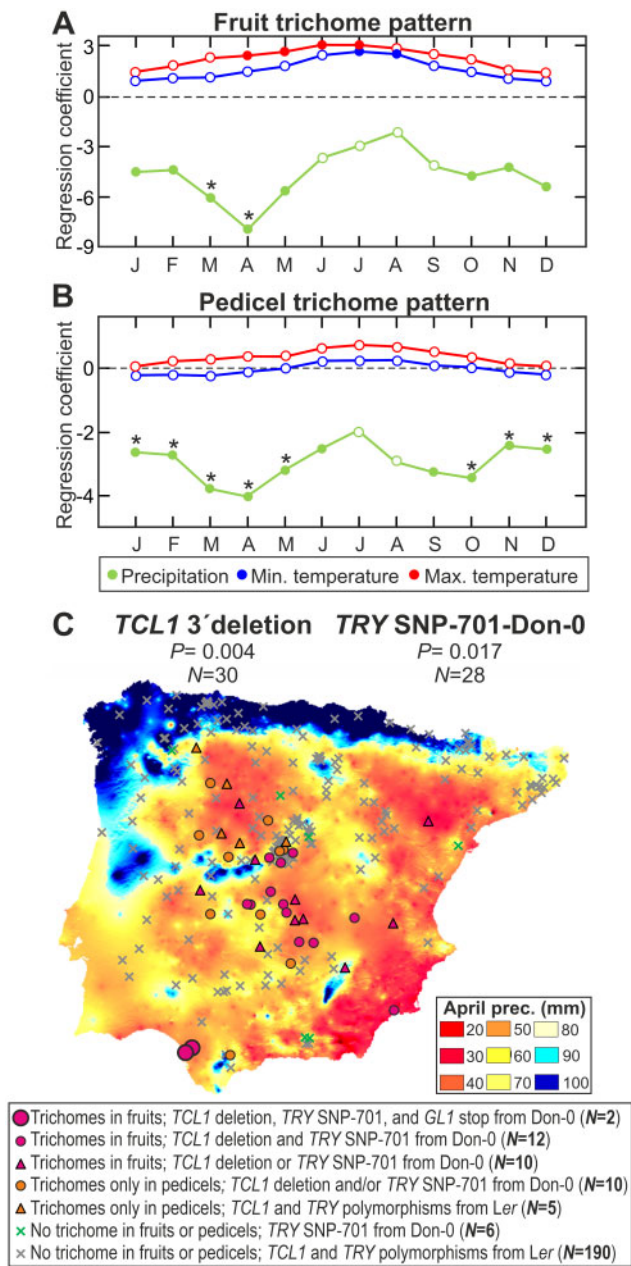 A Fruit trichome pattern
Regression coefficient
3
0
-3
-6
-9
* *
J F M A M J J A S O N D
B Pedicel trichome pattern
Regression coefficient
0
-2
-4
* * * * * * * *
J F M A M J J A S O N D
Precipitation Min. temperature Max. temperature
C TCL1 3´deletion TRY SNP-701-Don-0
P= 0.004 P= 0.017
N=30 N=28
April prec. (mm)
20 50 80
30 60 90
40 70 100
Trichomes in fruits; TCL1 deletion, TRY SNP-701, and GL1 stop from Don-0 (N=2)
Trichomes in fruits; TCL1 deletion and TRY SNP-701 from Don-0 (N=12)
Trichomes in fruits; TCL1 deletion or TRY SNP-701 from Don-0 (N=10)
Trichomes only in pedicels; TCL1 deletion and/or TRY SNP-701 from Don-0 (N=10)
Trichomes only in pedicels; TCL1 and TRY polymorphisms from Ler (N=5)
No trichome in fruits or pedicels; TRY SNP-701 from Don-0 (N=6)
No trichome in fruits or pedicels; TCL1 and TRY polymorphisms from Ler (N=190)